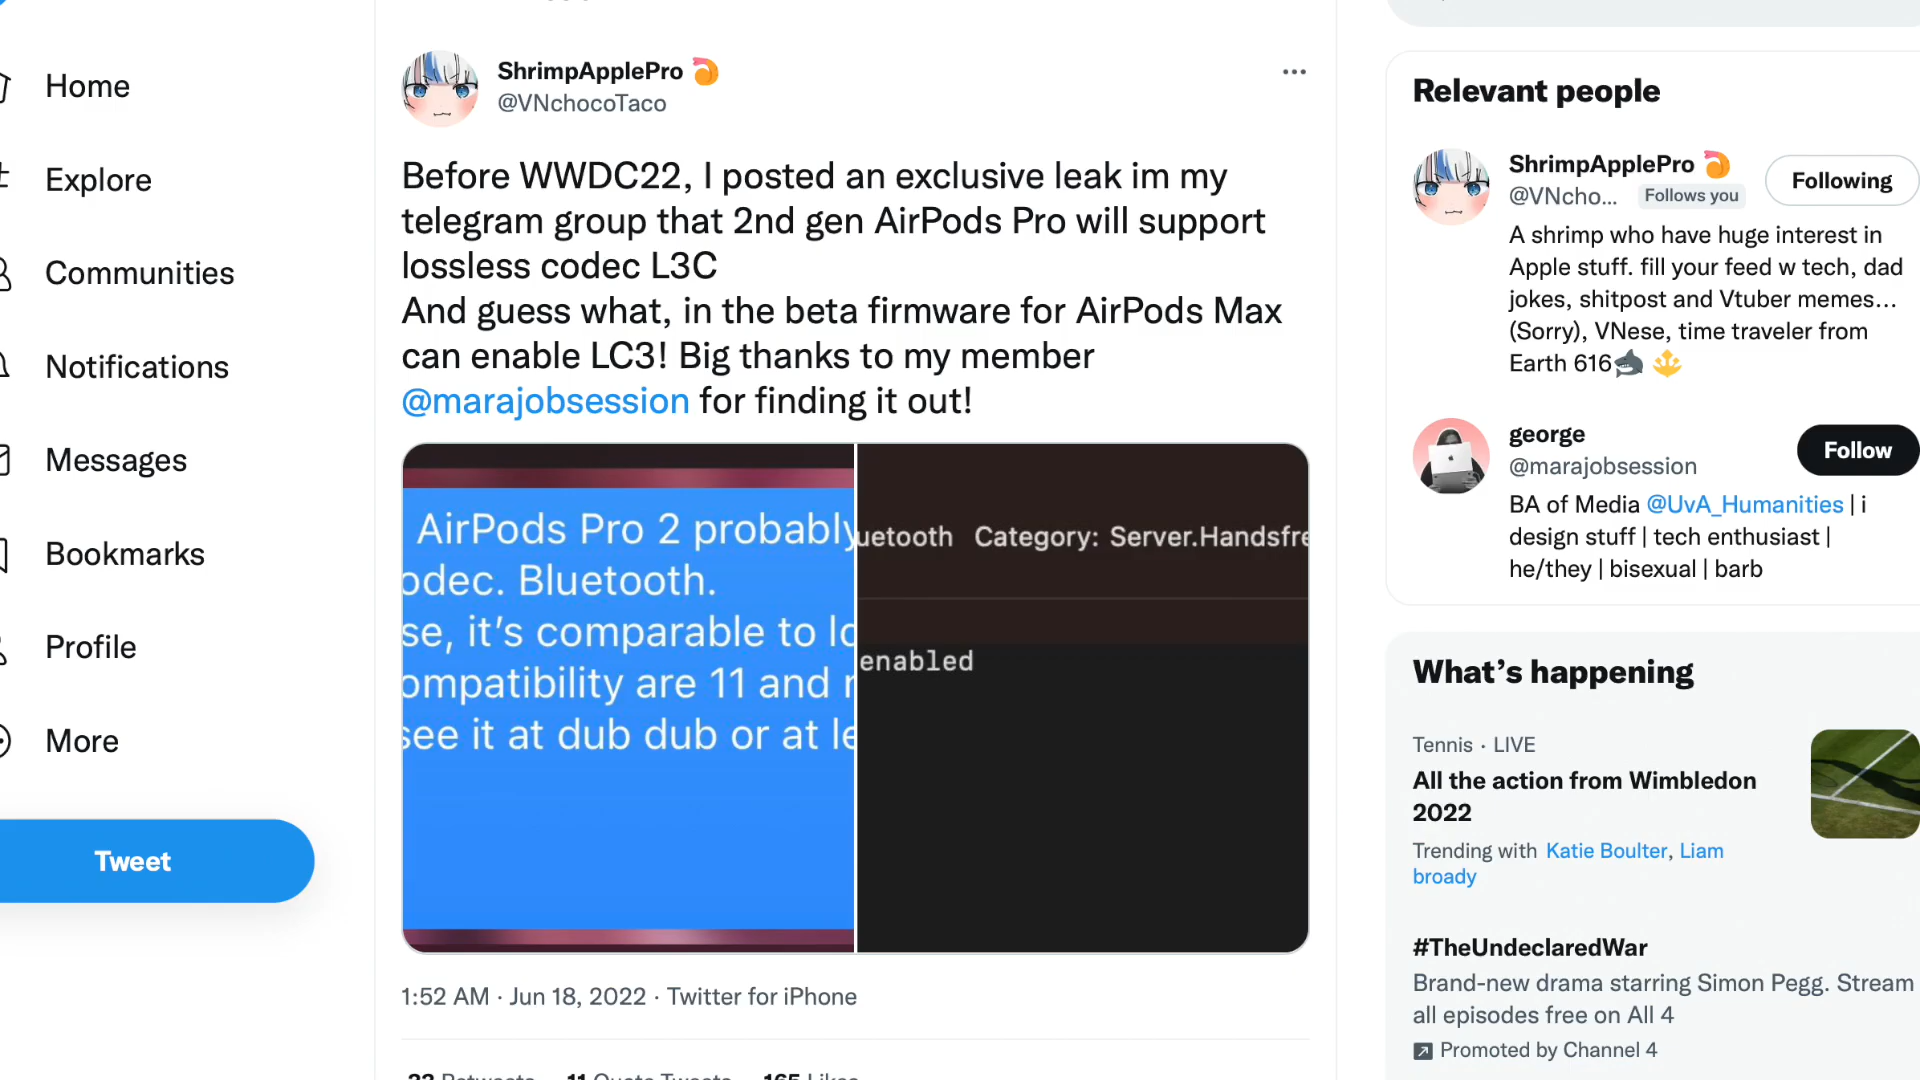 Home
Explore
Communities
Notifications
Messages
Bookmarks
Profile
More
Tweet
ShrimpApplePro
@VNchocoTaco
Before WWDC22, I posted an exclusive leak im my
telegram group that 2nd gen AirPods Pro will support
lossless codec L3C
And guess what, in the beta firmware for AirPods Max
can enable LC3! Big thanks to my member
@marajobsession for finding it out!
AirPods Pro 2 probably
odec. Bluetooth.
se, it's comparable to lo
ompatibility are 11 and
see it at dub dub or at le
uetooth Category: Server.Handsfre
enabled
1:52 AM · Jun 18, 2022 · Twitter for iPhone
Retweets 11 Quote Tweets 165 Likes
Relevant people
ShrimpApplePro
@VNcho... Follows you
Following
A shrimp who have huge interest in
Apple stuff. fill your feed w tech, dad
jokes, shitpost and Vtuber memes...
(Sorry), VNese, time traveler from
Earth 616
george
@marajobsession
Follow
BA of Media @UvA_Humanities | i
design stuff | tech enthusiast |
he/they | bisexual | barb
What's happening
Tennis · LIVE
All the action from Wimbledon
2022
Trending with Katie Boulter, Liam
broady
#TheUndeclaredWar
Brand-new drama starring Simon Pegg. Stream
all episodes free on All 4
Promoted by Channel 4